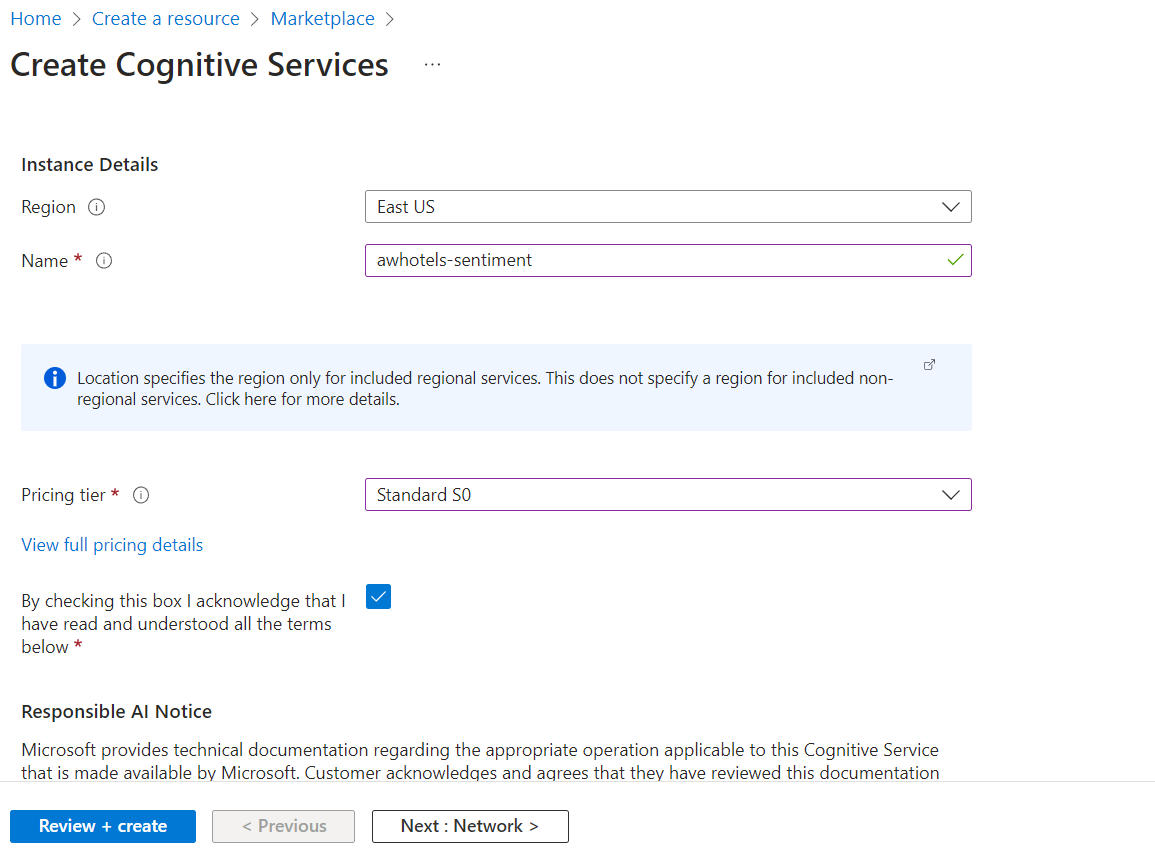 Home > Create a resource > Marketplace >
Create Cognitive Services ...
Instance Details
Region
East US
Name *
awhotels-sentiment
Location specifies the region only for included regional services. This does not specify a region for included non-
regional services. Click here for more details.
Pricing tier *
Standard S0
View full pricing details
By checking this box I acknowledge that I
have read and understood all the terms
below *
Responsible AI Notice
Microsoft provides technical documentation regarding the appropriate operation applicable to this Cognitive Service
that is made available by Microsoft. Customer acknowledges and agrees that they have reviewed this documentation
Review + create
< Previous
Next : Network >